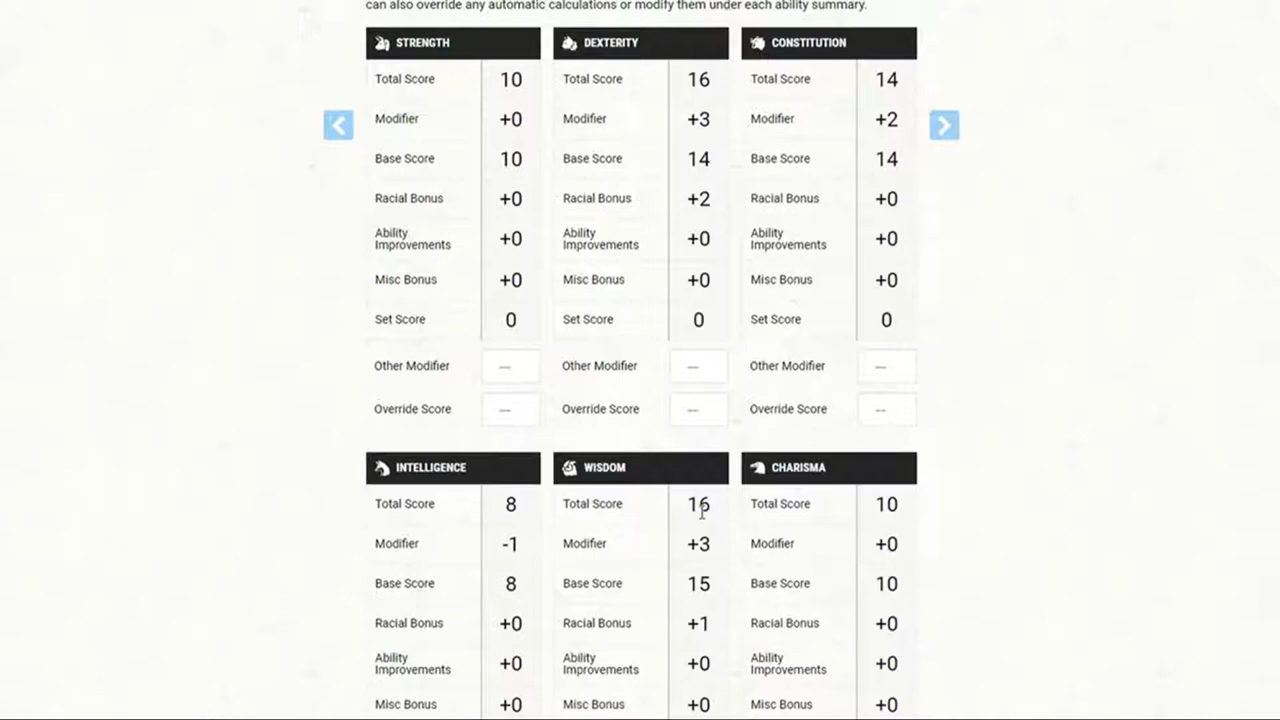 can also override any automatic calculations or modify them under each ability summary.
STRENGTH DEXTERITY CONSTITUTION
Total Score 10 Total Score 16 Total Score 14
Modifier +0 Modifier +3 Modifier +2
Base Score 10 Base Score 14 Base Score 14
Racial Bonus +0 Racial Bonus +2 Racial Bonus +0
Ability Improvements +0 Ability Improvements +0 Ability Improvements +0
Misc Bonus +0 Misc Bonus +0 Misc Bonus +0
Set Score 0 Set Score 0 Set Score 0
Other Modifier -- Other Modifier -- Other Modifier --
Override Score -- Override Score -- Override Score --
INTELLIGENCE WISDOM CHARISMA
Total Score 8 Total Score 16 Total Score 10
Modifier -1 Modifier +3 Modifier +0
Base Score 8 Base Score 15 Base Score 10
Racial Bonus +0 Racial Bonus +1 Racial Bonus +0
Ability Improvements +0 Ability Improvements +0 Ability Improvements +0
Misc Bonus +0 Misc Bonus +0 Misc Bonus +0